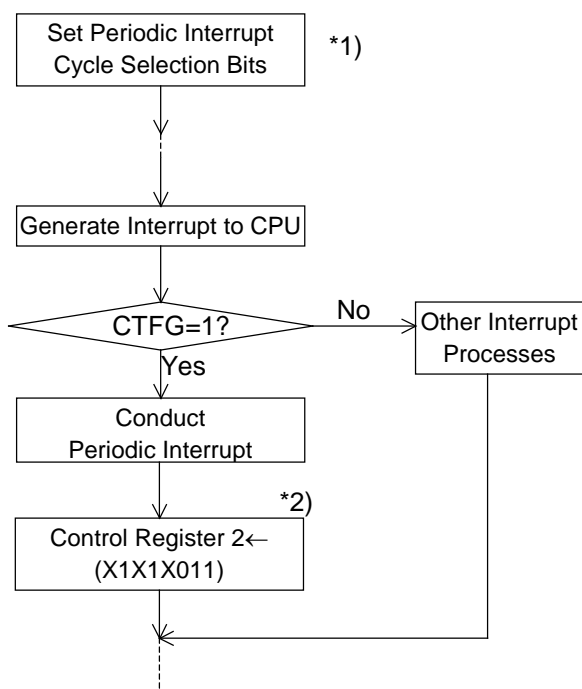 Set Periodic Interrupt
Cycle Selection Bits
*1)
Generate Interrupt to CPU
CTFG=1?
No
Other Interrupt
Processes
Yes
Conduct
Periodic Interrupt
*2)
Control Register 2←
(X1X1X011)